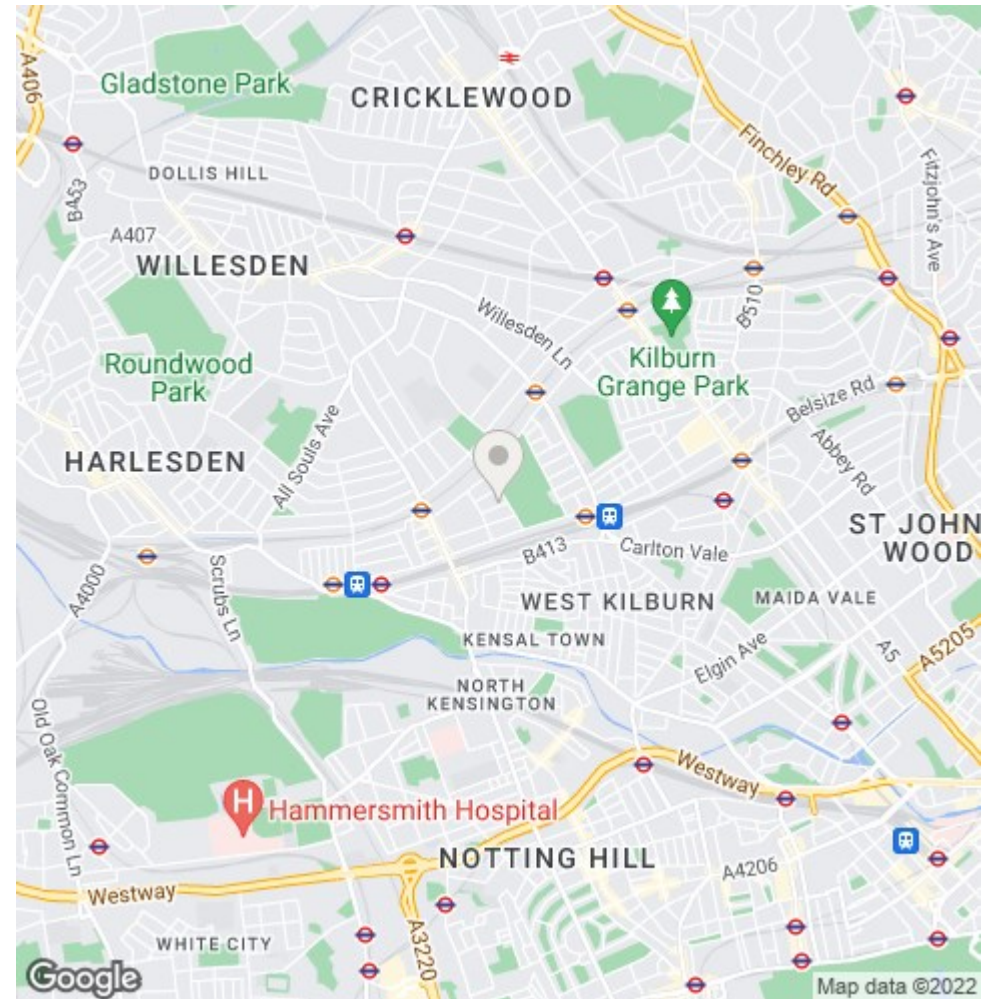 A406
Gladstone Park
CRICKLEWOOD
Finchley Rd
Fitzjohn's Ave
DOLLIS HILL
B453
A407
WILLESDEN
Willesden Ln
B510
Roundwood
Park
Kilburn
Grange Park
Belsize Rd
All Souls Ave
Abbey Rd
HARLESDEN
ST JOHN
WOOD
B413
Carlton Vale
A4000
Scrubs Ln
WEST KILBURN
MAIDA VALE
KENSAL TOWN
Elgin Ave
A5
A5205
NORTH
KENSINGTON
Old Oak Common Ln
Westway
H
Hammersmith Hospital
NOTTING HILL
A4206
Westway
WHITE CITY
A3220
Google
Map data ©2022